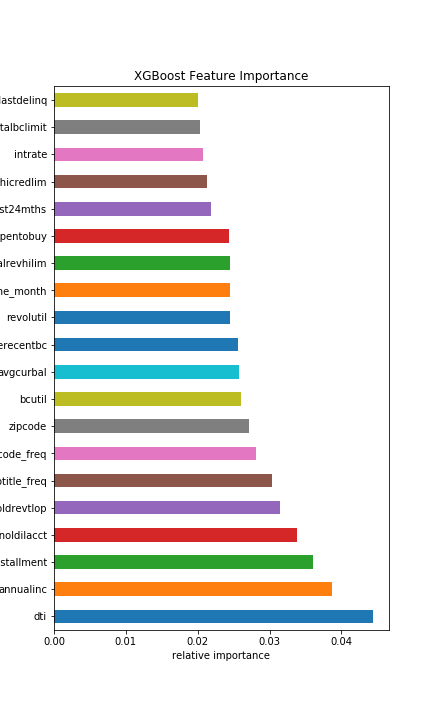 XGBoost Feature Importance
lastdelinq
talbclimit
intrate
hicredlim
st24mths
pentobuy
alrevhilim
ne_month
revolutil
erecentbc
avgcurbal
bcutil
zipcode
code_freq
otitle_freq
oldrevtlop
noldilacct
stallment
annualinc
dti
0.00 0.01 0.02 0.03 0.04
relative importance